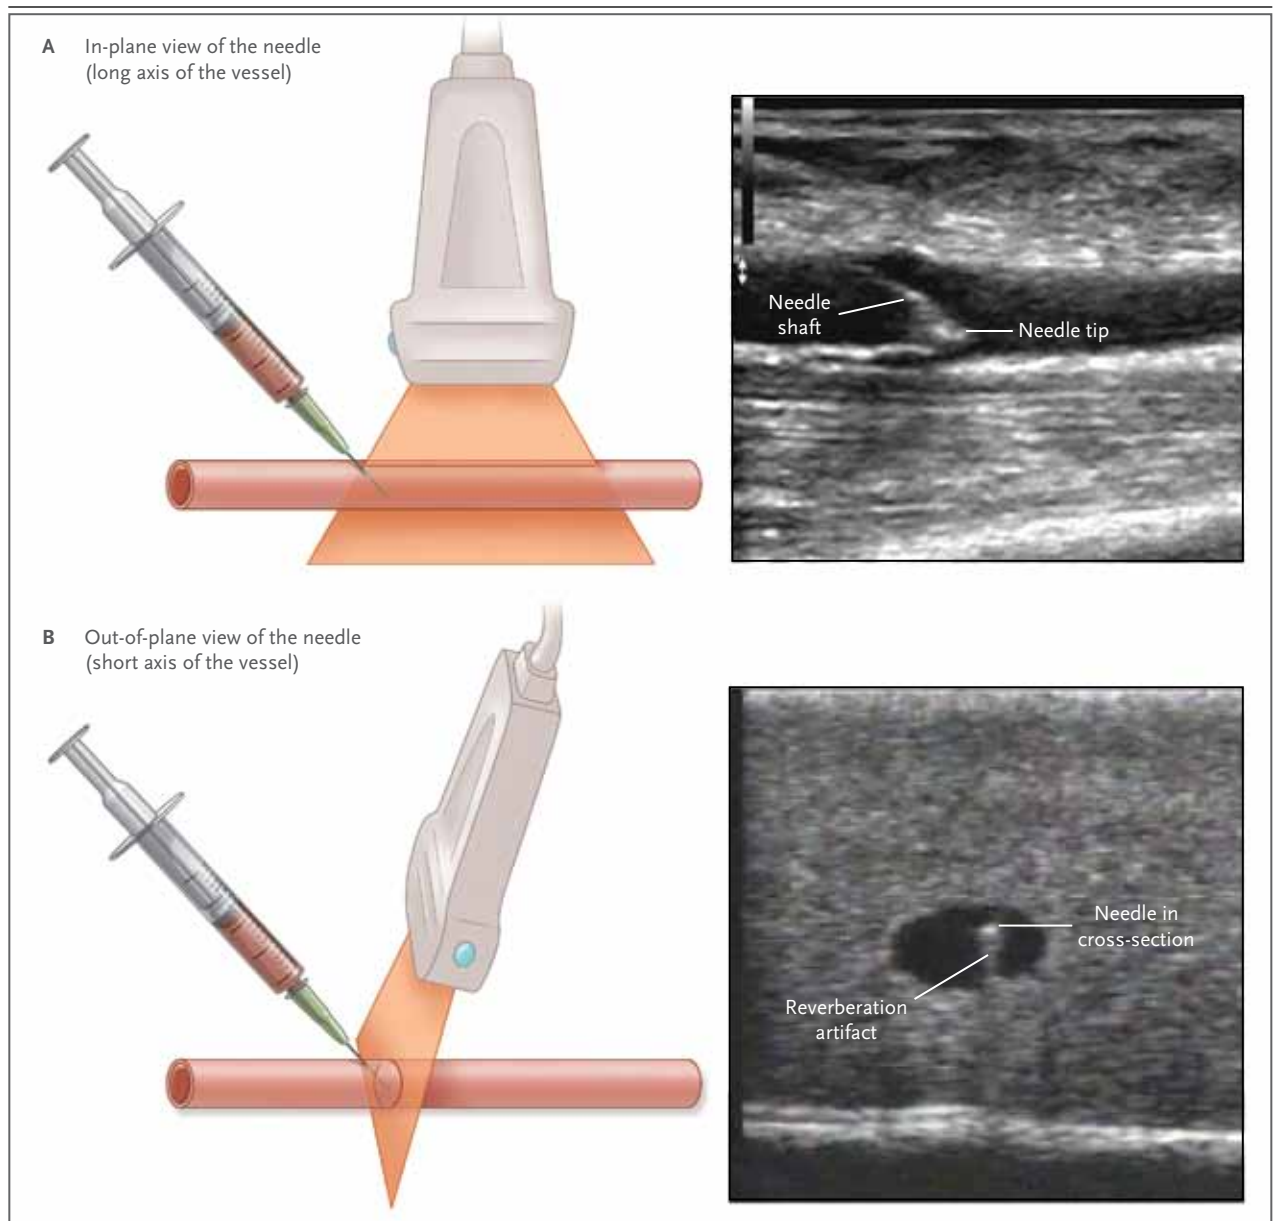 A In-plane view of the needle
(long axis of the vessel)
Needle
shaft
Needle tip
B Out-of-plane view of the needle
(short axis of the vessel)
Needle in
cross-section
Reverberation
artifact